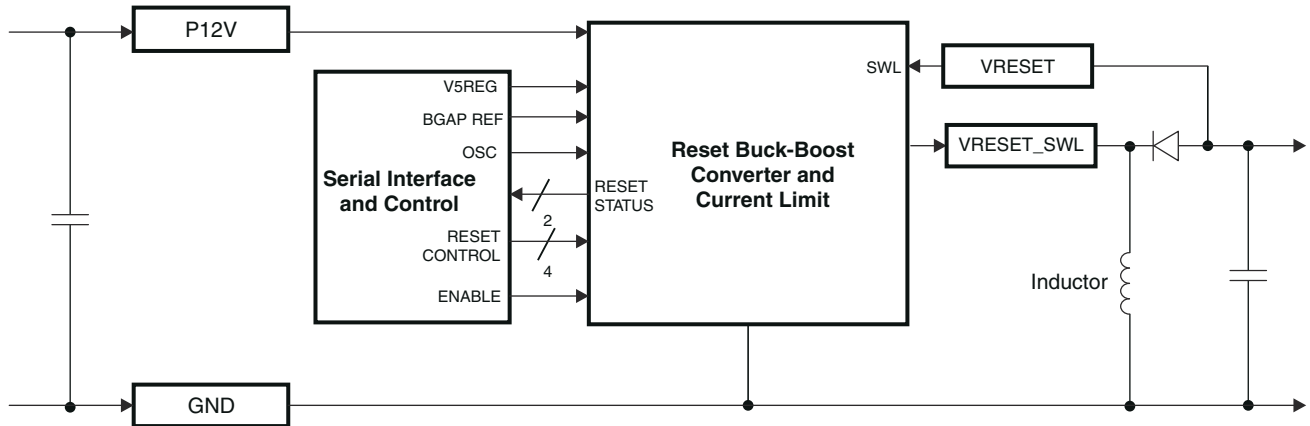 P12V
SWL
VRESET
V5REG
BGAP REF
OSC
Serial Interface
and Control
RESET
STATUS
2
RESET
CONTROL
4
ENABLE
Reset Buck-Boost
Converter and
Current Limit
VRESET_SWL
Inductor
GND